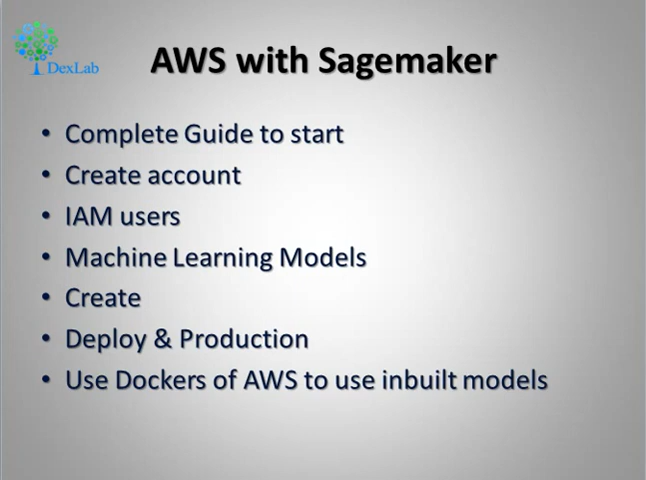 DexLab
AWS with Sagemaker
• Complete Guide to start
• Create account
• IAM users
• Machine Learning Models
• Create
• Deploy & Production
• Use Dockers of AWS to use inbuilt models